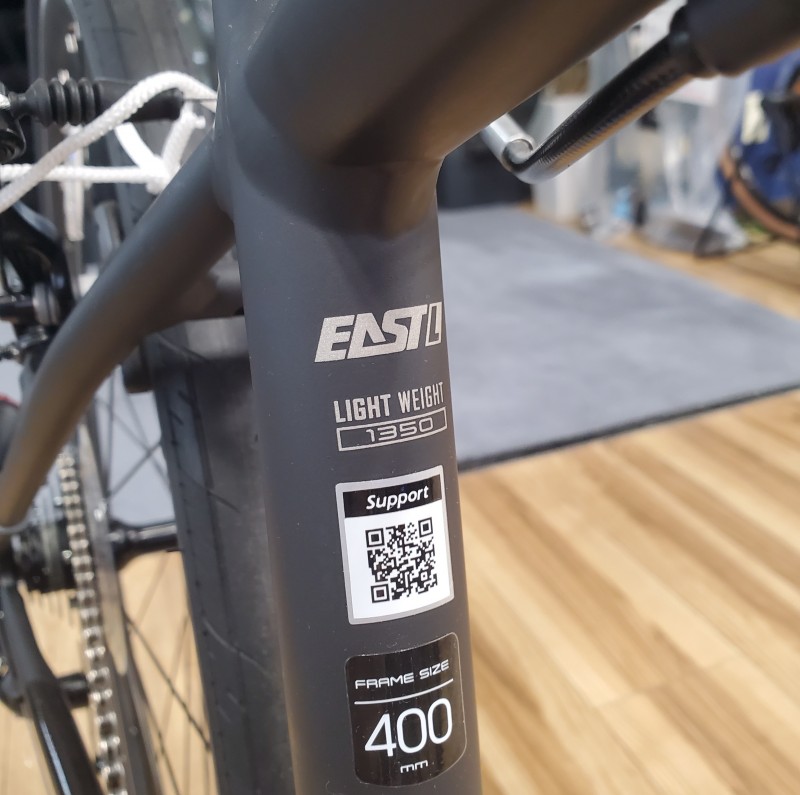 EASTL
LIGHT WEIGHT
1350
Support
FRAME SIZE
400
mm